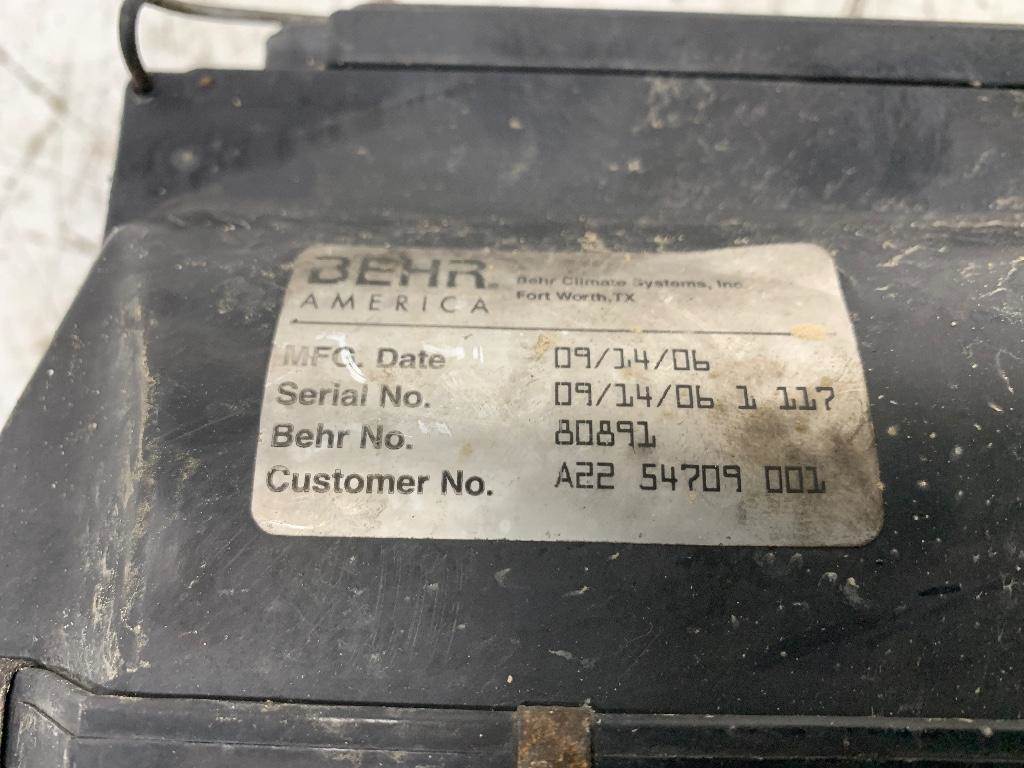 BEHR® Behr Climate Systems, Inc
AMERICA Fort Worth, TX
MFG. Date 09/14/06
Serial No. 09/14/06 1 117
Behr No. 80891
Customer No. A22 54709 001